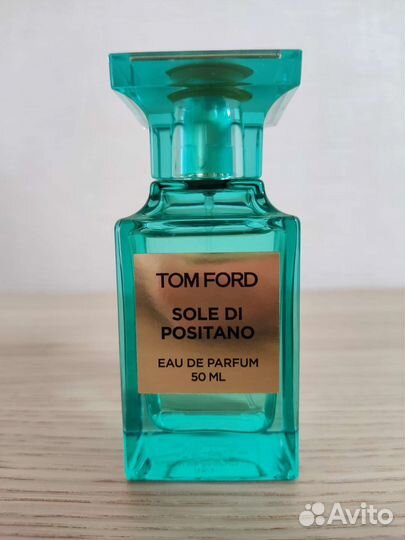 TOM FORD
SOLE DI
POSITANO
EAU DE PARFUM
50 ML
Avito